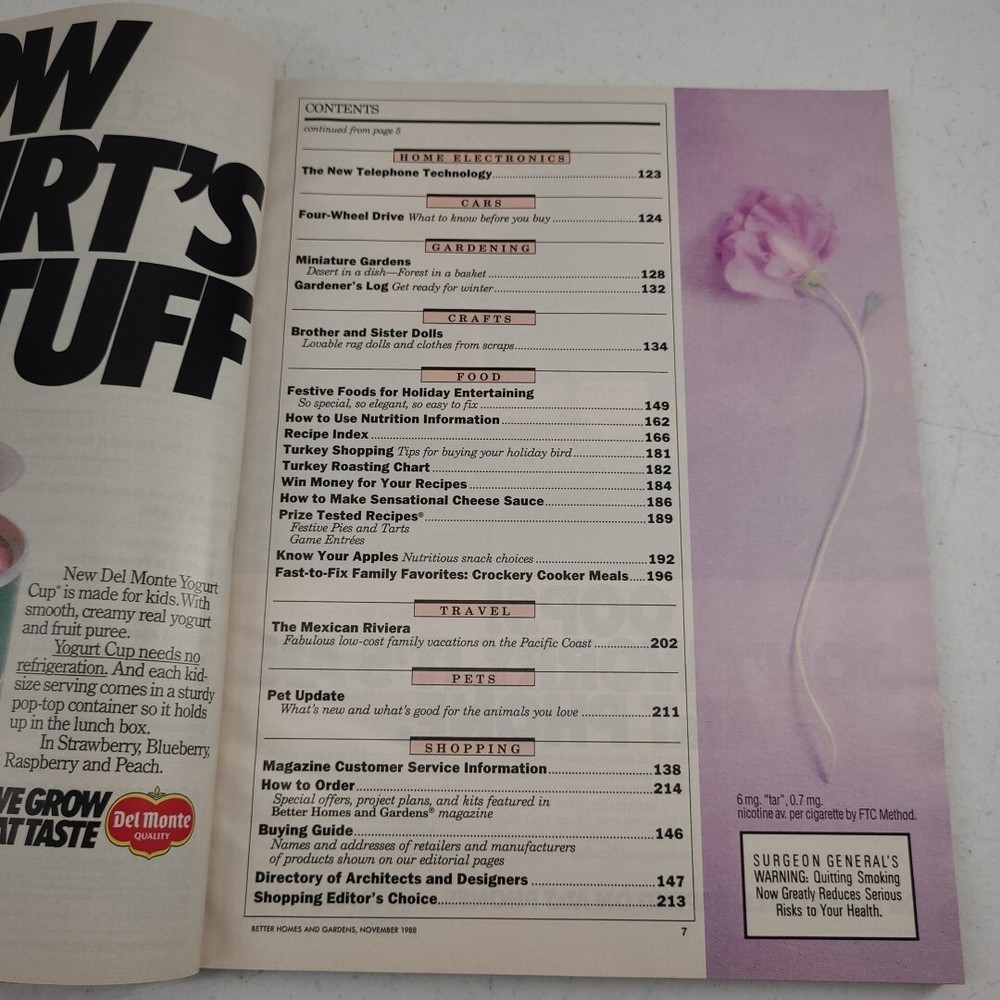 OW
URT'S
TUFF
New Del Monte Yogurt
Cup® is made for kids. With
smooth, creamy real yogurt
and fruit puree.
Yogurt Cup needs no
refrigeration. And each kid-
size serving comes in a sturdy
pop-top container so it holds
up in the lunch box.
In Strawberry, Blueberry,
Raspberry and Peach.
WE GROW
AT TASTE
Del Monte
QUALITY
CONTENTS
continued from page 5
HOME ELECTRONICS
The New Telephone Technology 123
CARS
Four-Wheel Drive What to know before you buy 124
GARDENING
Miniature Gardens
Desert in a dish—Forest in a basket 128
Gardener's Log Get ready for winter 132
CRAFTS
Brother and Sister Dolls
Lovable rag dolls and clothes from scraps 134
FOOD
Festive Foods for Holiday Entertaining
So special, so elegant, so easy to fix 149
How to Use Nutrition Information 162
Recipe Index 166
Turkey Shopping Tips for buying your holiday bird 181
Turkey Roasting Chart 182
Win Money for Your Recipes 184
How to Make Sensational Cheese Sauce 186
Prize Tested Recipes® 189
Festive Pies and Tarts
Game Entrées
Know Your Apples Nutritious snack choices 192
Fast-to-Fix Family Favorites: Crockery Cooker Meals 196
TRAVEL
The Mexican Riviera
Fabulous low-cost family vacations on the Pacific Coast 202
PETS
Pet Update
What's new and what's good for the animals you love 211
SHOPPING
Magazine Customer Service Information 138
How to Order 214
Special offers, project plans, and kits featured in
Better Homes and Gardens® magazine
Buying Guide 146
Names and addresses of retailers and manufacturers
of products shown on our editorial pages
Directory of Architects and Designers 147
Shopping Editor's Choice 213
BETTER HOMES AND GARDENS, NOVEMBER 1988 7
6 mg. "tar", 0.7 mg.
nicotine av. per cigarette by FTC Method.
SURGEON GENERAL'S
WARNING: Quitting Smoking
Now Greatly Reduces Serious
Risks to Your Health.